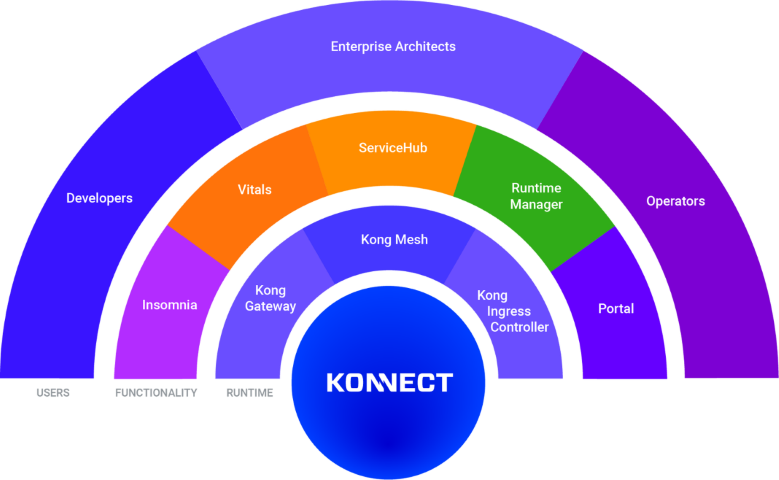 Enterprise Architects
Developers
Operators
ServiceHub
Vitals
Runtime
Manager
Insomnia
Portal
Kong Mesh
Kong
Gateway
Kong
Ingress
Controller
KONNECT
USERS
FUNCTIONALITY
RUNTIME